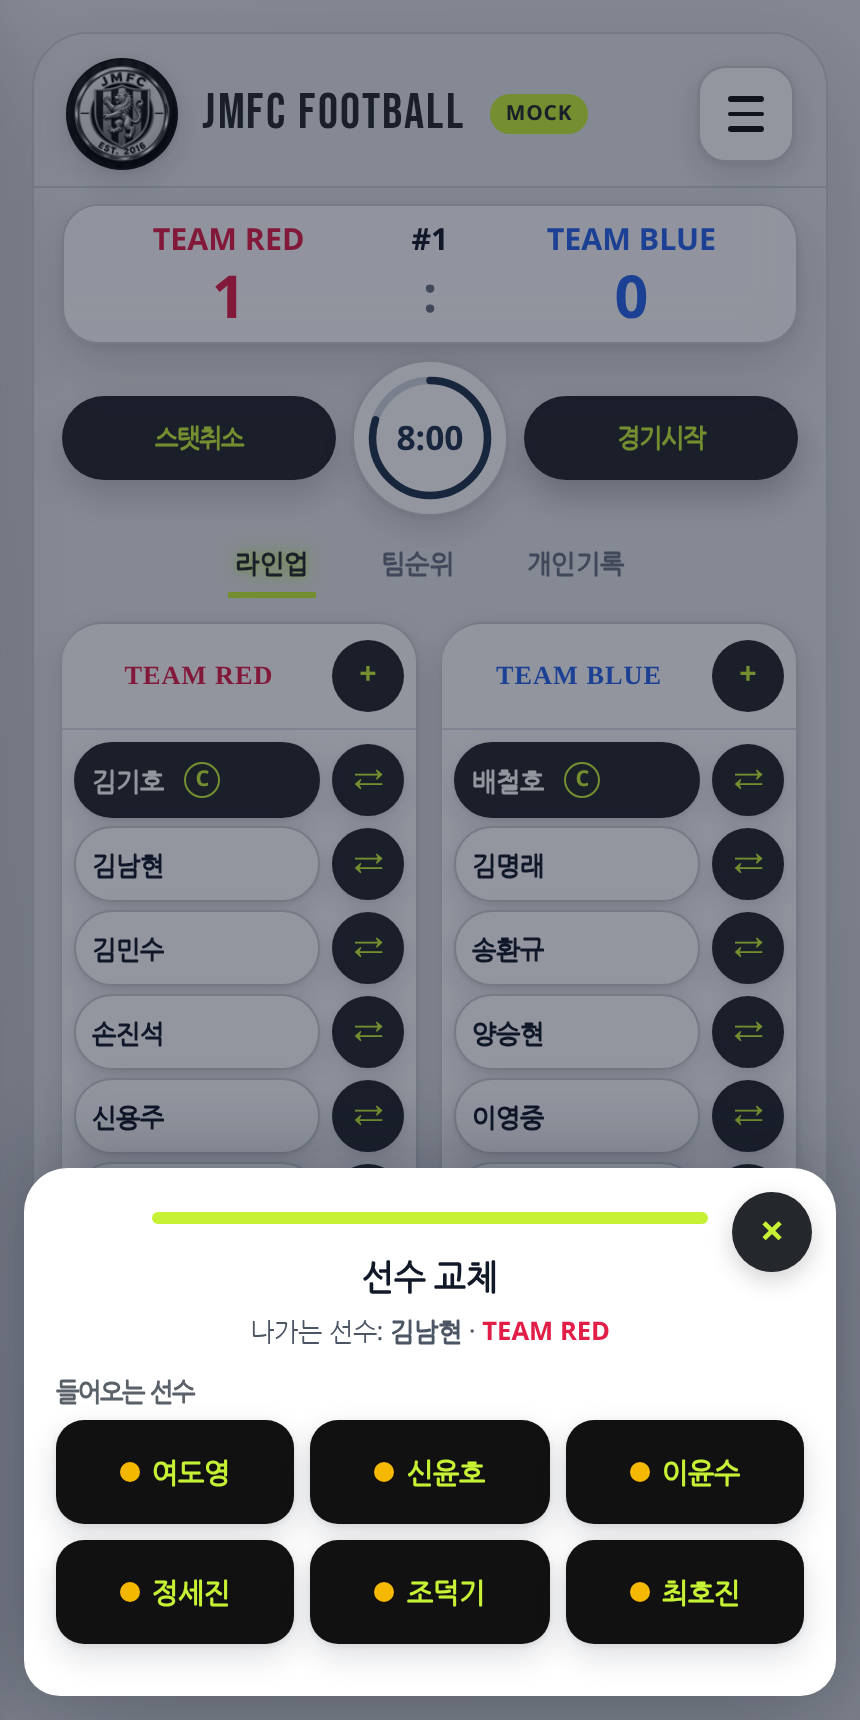 JMFC
EST. 2016
JMFC FOOTBALL MOCK
TEAM RED #1 TEAM BLUE
1 : 0
스탯취소 8:00 경기시작
라인업 팀순위 개인기록
TEAM RED + TEAM BLUE +
김기호 C 배철호 C
김남현 김명래
김민수 송환규
손진석 양승현
신용주 이영중
×
선수 교체
나가는 선수: 김남현 · TEAM RED
들어오는 선수
여도영 신윤호 이윤수
정세진 조덕기 최호진